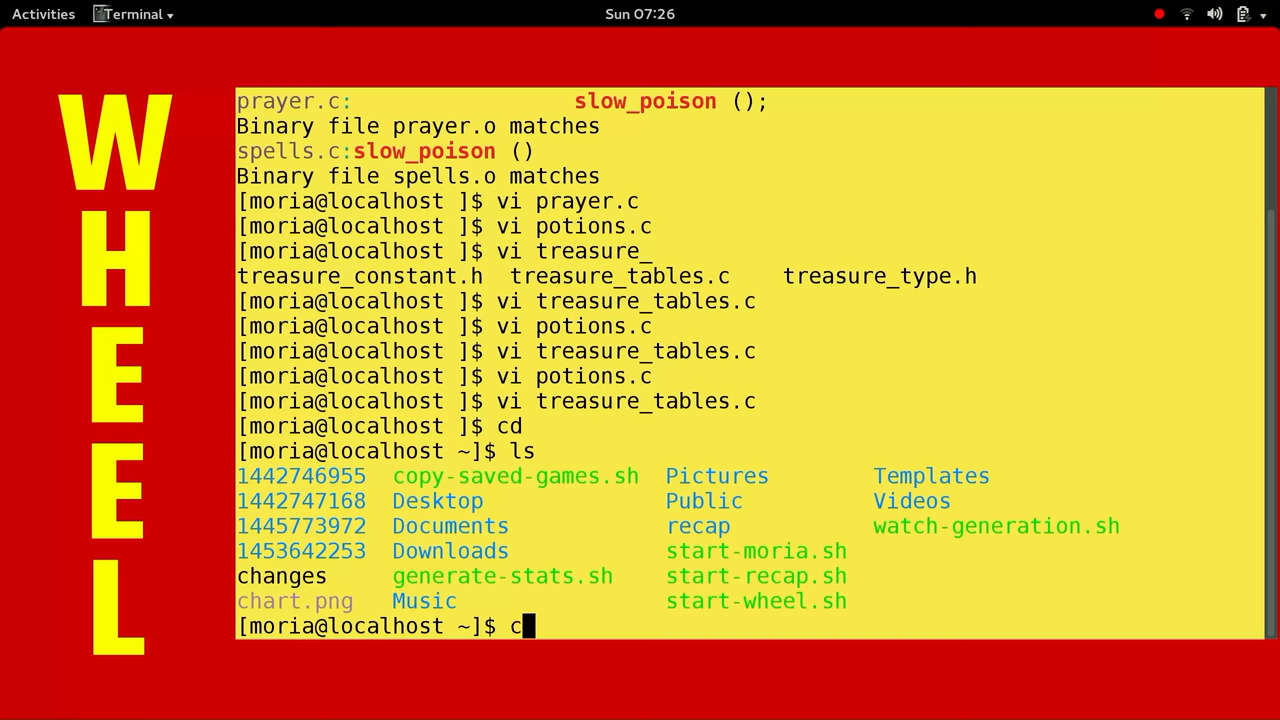 Activities Terminal Sun 07:26
W
H
E
E
L
prayer.c: slow_poison ();
Binary file prayer.o matches
spells.c:slow_poison ()
Binary file spells.o matches
[moria@localhost ]$ vi prayer.c
[moria@localhost ]$ vi potions.c
[moria@localhost ]$ vi treasure_
treasure_constant.h treasure_tables.c treasure_type.h
[moria@localhost ]$ vi treasure_tables.c
[moria@localhost ]$ vi potions.c
[moria@localhost ]$ vi treasure_tables.c
[moria@localhost ]$ vi potions.c
[moria@localhost ]$ vi treasure_tables.c
[moria@localhost ]$ cd
[moria@localhost ~]$ ls
1442746955 copy-saved-games.sh Pictures Templates
1442747168 Desktop Public Videos
1445773972 Documents recap watch-generation.sh
1453642253 Downloads start-moria.sh
changes generate-stats.sh start-recap.sh
chart.png Music start-wheel.sh
[moria@localhost ~]$ c